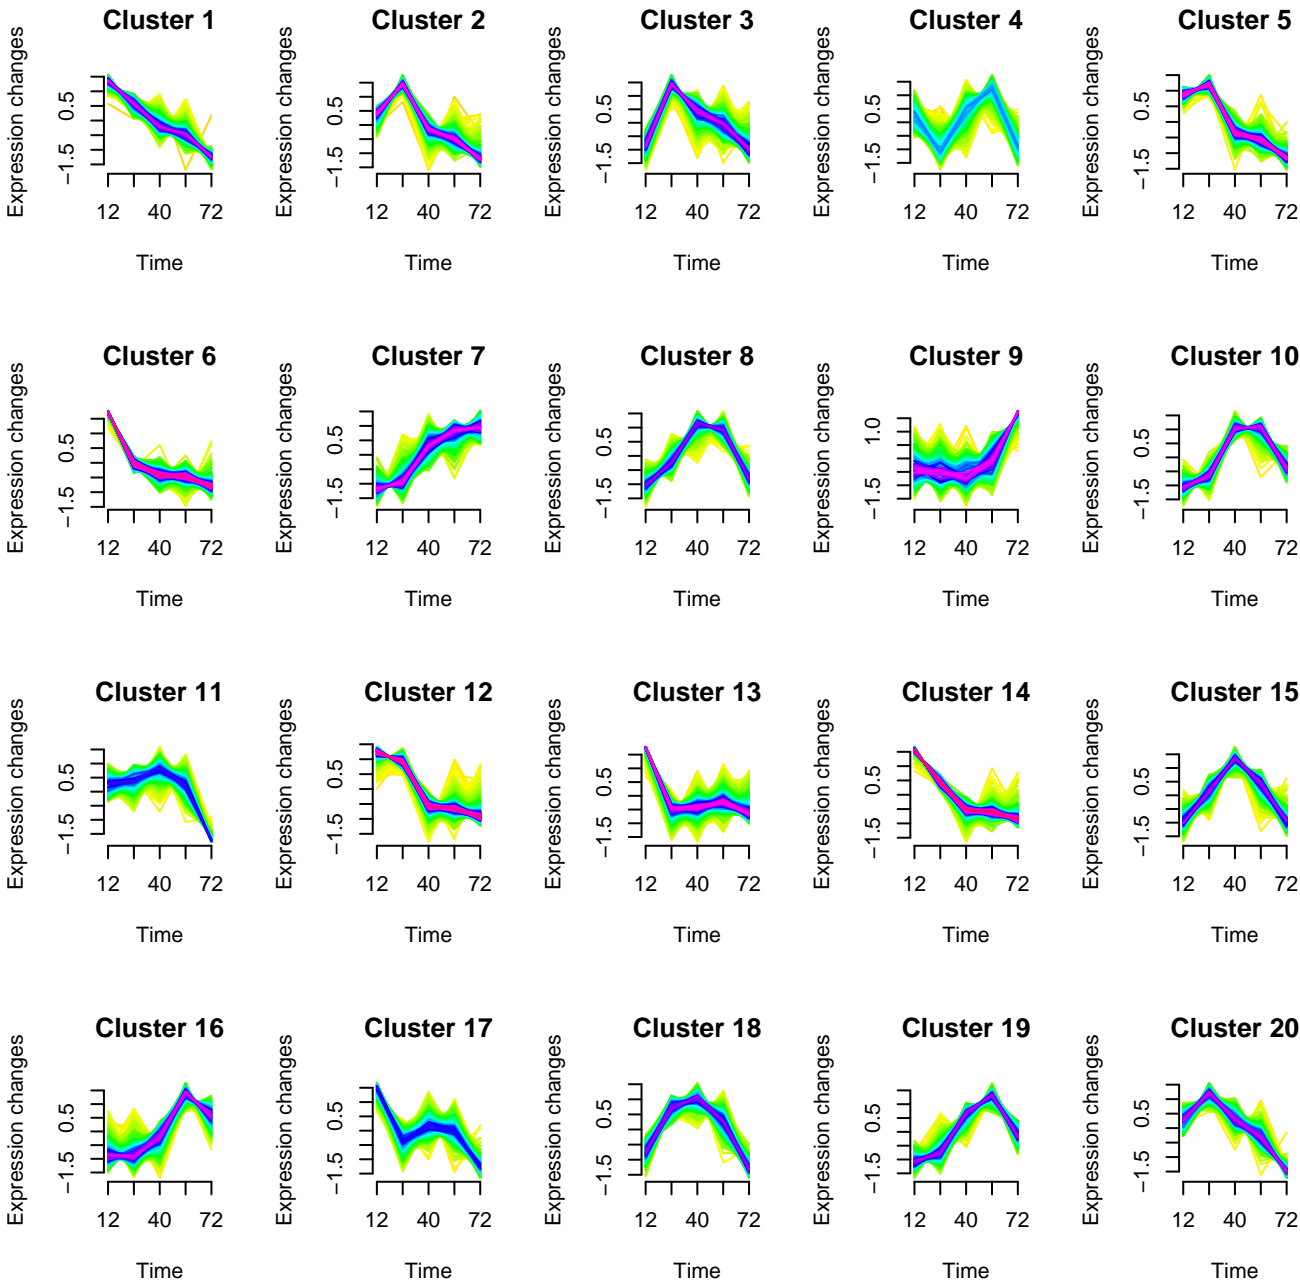 Cluster 1
Expression changes
0.5
−1.5
12 40 72
Time
Cluster 2
Expression changes
0.5
−1.5
12 40 72
Time
Cluster 3
Expression changes
0.5
−1.5
12 40 72
Time
Cluster 4
Expression changes
0.5
−1.5
12 40 72
Time
Cluster 5
Expression changes
0.5
−1.5
12 40 72
Time
Cluster 6
Expression changes
0.5
−1.5
12 40 72
Time
Cluster 7
Expression changes
0.5
−1.5
12 40 72
Time
Cluster 8
Expression changes
0.5
−1.5
12 40 72
Time
Cluster 9
Expression changes
1.0
−1.5
12 40 72
Time
Cluster 10
Expression changes
0.5
−1.5
12 40 72
Time
Cluster 11
Expression changes
0.5
−1.5
12 40 72
Time
Cluster 12
Expression changes
0.5
−1.5
12 40 72
Time
Cluster 13
Expression changes
0.5
−1.5
12 40 72
Time
Cluster 14
Expression changes
0.5
−1.5
12 40 72
Time
Cluster 15
Expression changes
0.5
−1.5
12 40 72
Time
Cluster 16
Expression changes
0.5
−1.5
12 40 72
Time
Cluster 17
Expression changes
0.5
−1.5
12 40 72
Time
Cluster 18
Expression changes
0.5
−1.5
12 40 72
Time
Cluster 19
Expression changes
0.5
−1.5
12 40 72
Time
Cluster 20
Expression changes
0.5
−1.5
12 40 72
Time